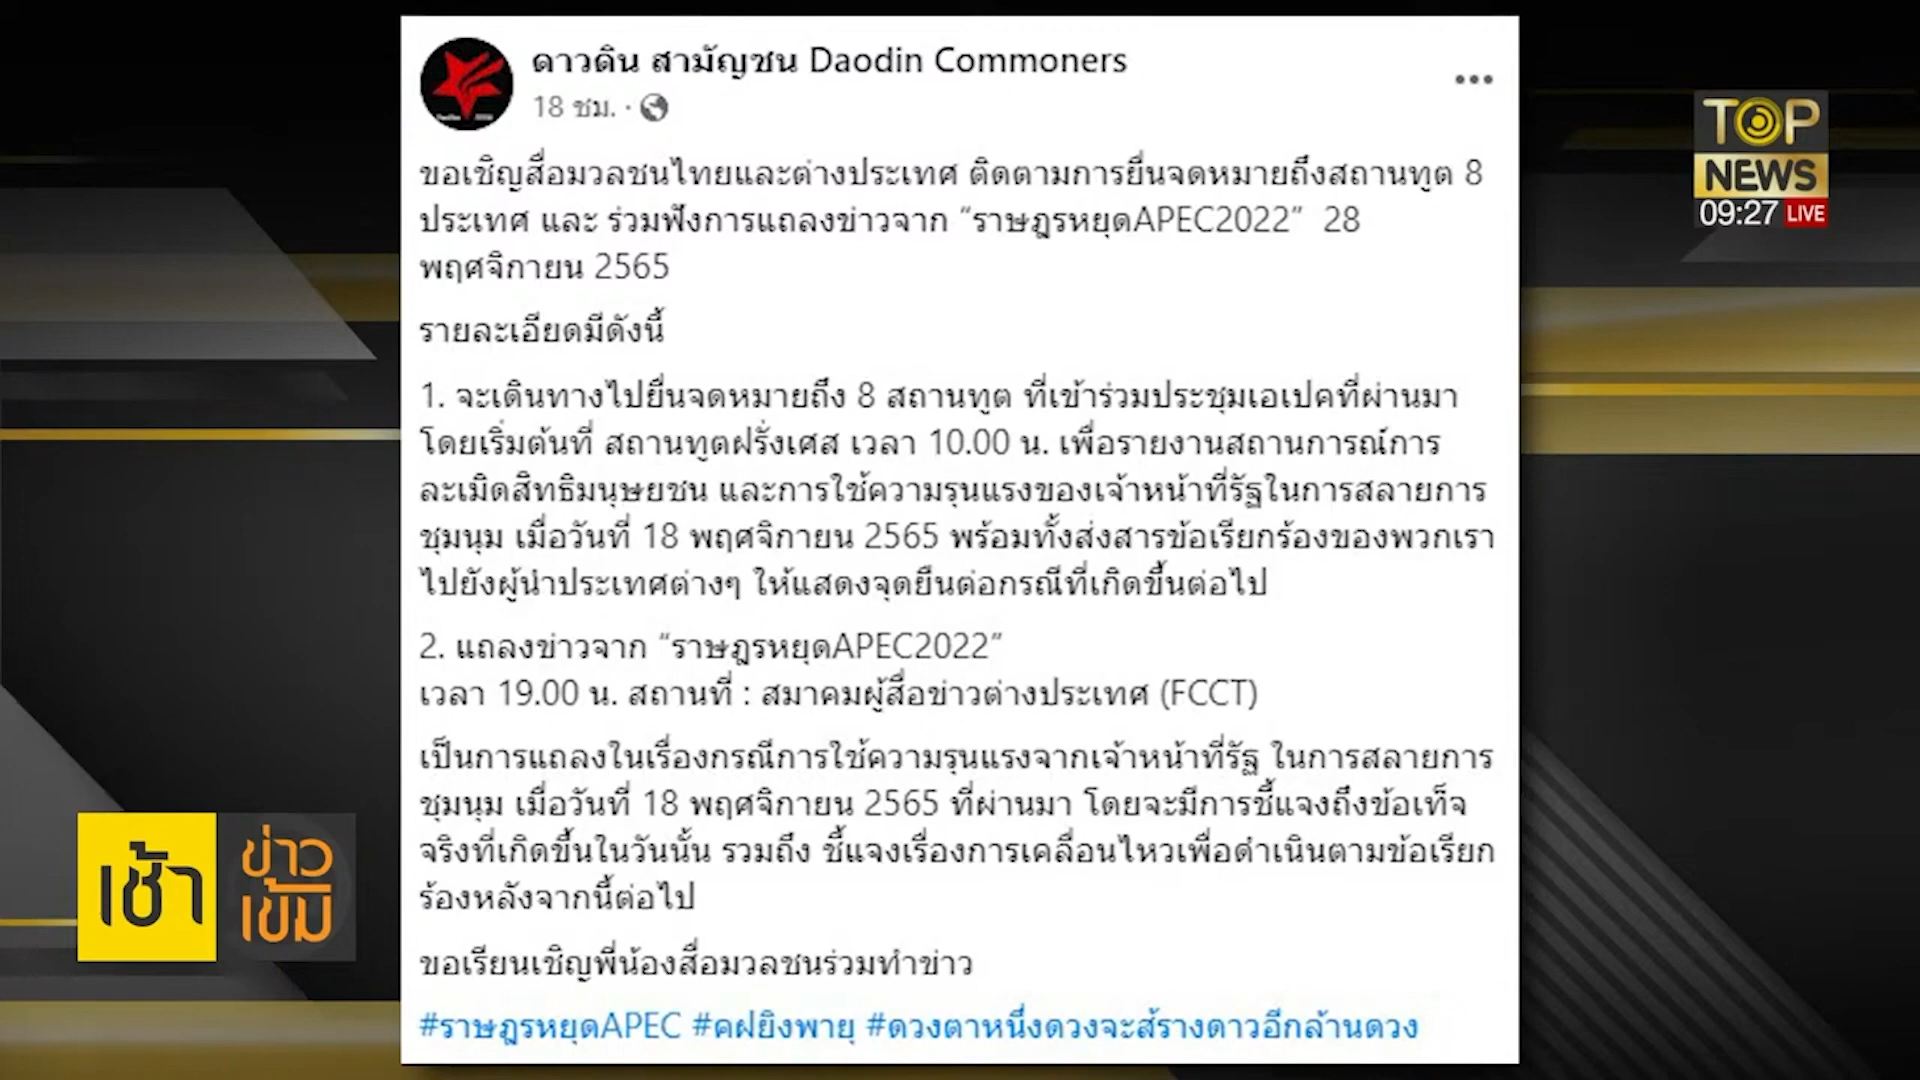 ดาวดิน สามัญชน Daodin Commoners
18 ชม. ·
ขอเชิญสื่อมวลชนไทยและต่างประเทศ ติดตามการยื่นจดหมายถึงสถานทูต 8
ประเทศ และ ร่วมฟังการแถลงข่าวจาก “ราษฎรหยุดAPEC2022” 28
พฤศจิกายน 2565
รายละเอียดมีดังนี้
1. จะเดินทางไปยื่นจดหมายถึง 8 สถานทูต ที่เข้าร่วมประชุมเอเปคที่ผ่านมา
โดยเริ่มต้นที่ สถานทูตฝรั่งเศส เวลา 10.00 น. เพื่อรายงานสถานการณ์การ
ละเมิดสิทธิมนุษยชน และการใช้ความรุนแรงของเจ้าหน้าที่รัฐในการสลายการ
ชุมนุม เมื่อวันที่ 18 พฤศจิกายน 2565 พร้อมทั้งส่งสารข้อเรียกร้องของพวกเรา
ไปยังผู้นำประเทศต่างๆ ให้แสดงจุดยืนต่อกรณีที่เกิดขึ้นต่อไป
2. แถลงข่าวจาก “ราษฎรหยุดAPEC2022”
เวลา 19.00 น. สถานที่ : สมาคมผู้สื่อข่าวต่างประเทศ (FCCT)
เป็นการแถลงในเรื่องกรณีการใช้ความรุนแรงจากเจ้าหน้าที่รัฐ ในการสลายการ
ชุมนุม เมื่อวันที่ 18 พฤศจิกายน 2565 ที่ผ่านมา โดยจะมีการชี้แจงถึงข้อเท็จ
จริงที่เกิดขึ้นในวันนั้น รวมถึง ชี้แจงเรื่องการเคลื่อนไหวเพื่อดำเนินตามข้อเรียก
ร้องหลังจากนี้ต่อไป
ขอเรียนเชิญพี่น้องสื่อมวลชนร่วมทำข่าว
#ราษฎรหยุดAPEC #คฝยิงพายุ #ดวงตาหนึ่งดวงจะส้รางดาวอีกล้านดวง
TOP
NEWS
09:27 LIVE
เช้า
ข่าว
เข้ม